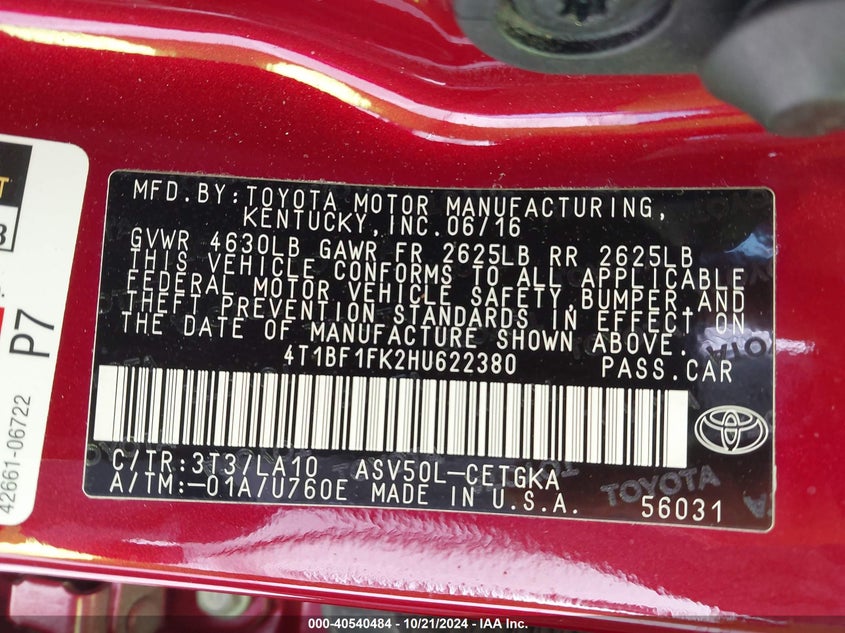 MFD.BY:TOYOTA MOTOR MANUFACTURING,
KENTUCKY,INC.06/16
GVWR 4630LB GAWR FR 2625LB RR 2625LB
THIS VEHICLE CONFORMS TO ALL APPLICABLE
FEDERAL MOTOR VEHICLE SAFETY,BUMPER,AND
THEFT PREVENTION STANDARDS IN EFFECT ON
THE DATE OF MANUFACTURE SHOWN ABOVE.
4T1BF1FK2HU622380 PASS.CAR
C/TR:3T3/LA10 ASV50L-CETGKA
A/TM:-01A/U760E MADE IN U.S.A.
56031
TOYOTA
P7
42661-06722
000-40540484 - 10/21/2024 - IAA Inc.